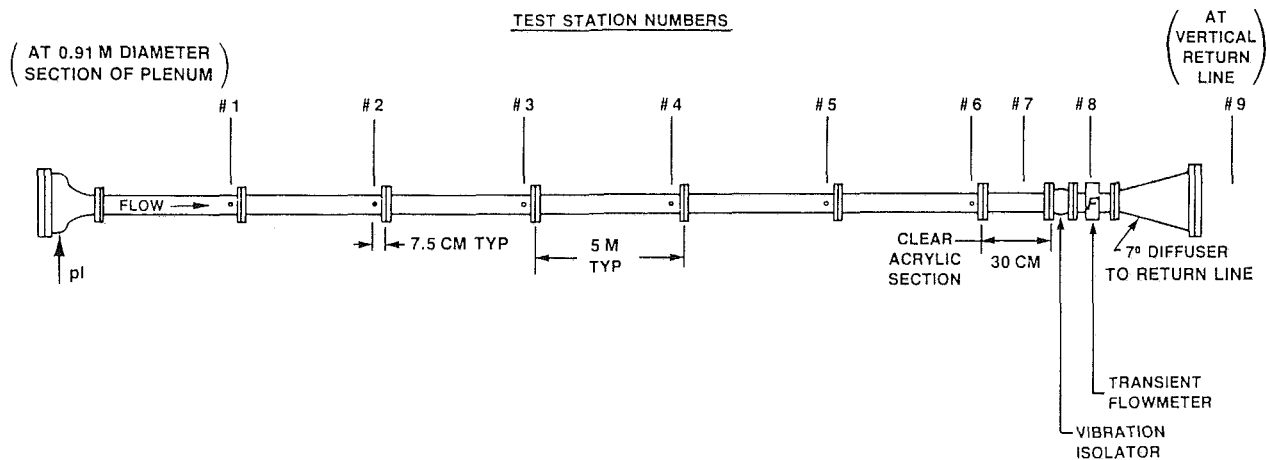 TEST STATION NUMBERS
( AT 0.91 M DIAMETER
SECTION OF PLENUM )
( AT
VERTICAL
RETURN
LINE )
#1
#2
#3
#4
#5
#6
#7
#8
#9
FLOW
pl
7.5 CM TYP
5 M
TYP
CLEAR
ACRYLIC
SECTION
30 CM
7º DIFFUSER
TO RETURN LINE
TRANSIENT
FLOWMETER
VIBRATION
ISOLATOR